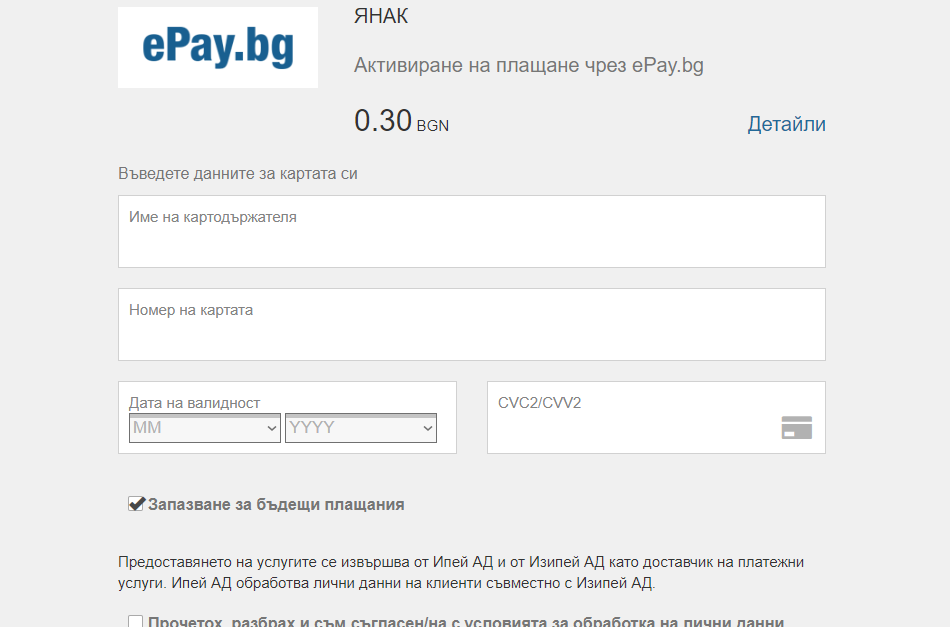 ePay.bg
ЯНАК
Активиране на плащане чрез ePay.bg
0.30 BGN
Детайли
Въведете данните за картата си
Име на картодържателя
Номер на картата
Дата на валидност
MM YYYY
CVC2/CVV2
Запазване за бъдещи плащания
Предоставянето на услугите се извършва от Ипей АД и от Изипей АД като доставчик на платежни
услуги. Ипей АД обработва лични данни на клиенти съвместно с Изипей АД.
Прочетох, разбрах и съм съгласен/на с условията за обработка на лични данни